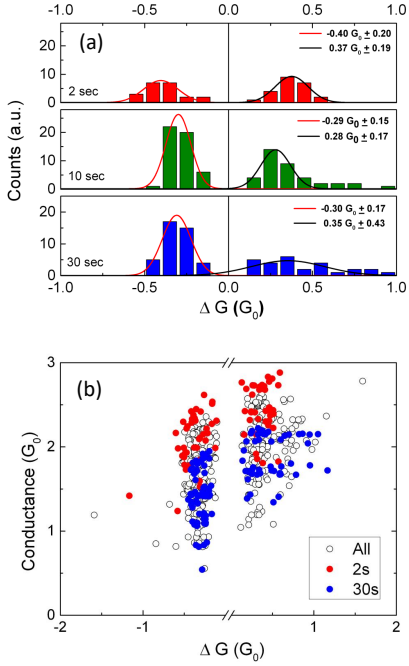 -1.0 -0.5 0.0 0.5 1.0
(a)
-0.40 G0 ± 0.20
0.37 G0 ± 0.19
20
10
0
2 sec
-0.29 G0 ± 0.15
0.28 G0 ± 0.17
20
10
0
10 sec
-0.30 G0 ± 0.17
0.35 G0 ± 0.43
20
10
0
30 sec
Counts (a.u.)
-1.0 -0.5 0.0 0.5 1.0
Δ G (G0)
(b)
3
2
1
0
Conductance (G0)
All
2s
30s
-2 -1 1 2
Δ G (G0)